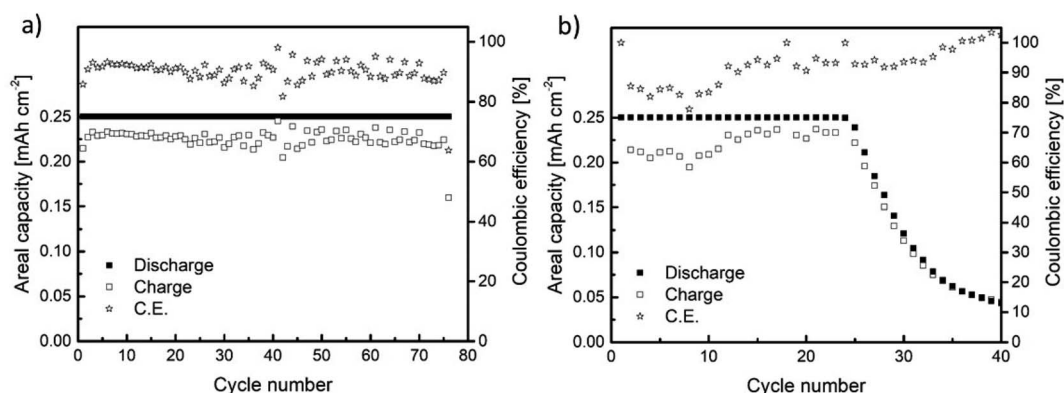 a)
Areal capacity [mAh cm-2]
0.25
0.20
0.15
0.10
0.05
0.00
Discharge
Charge
C.E.
0 10 20 30 40 50 60 70 80
Cycle number
100
80
60
40
20
0
Coulombic efficiency [%]
b)
Areal capacity [mAh cm-2]
0.25
0.20
0.15
0.10
0.05
0.00
Discharge
Charge
C.E.
0 10 20 30 40
Cycle number
100
90
80
70
60
50
40
30
20
10
0
Coulombic efficiency [%]